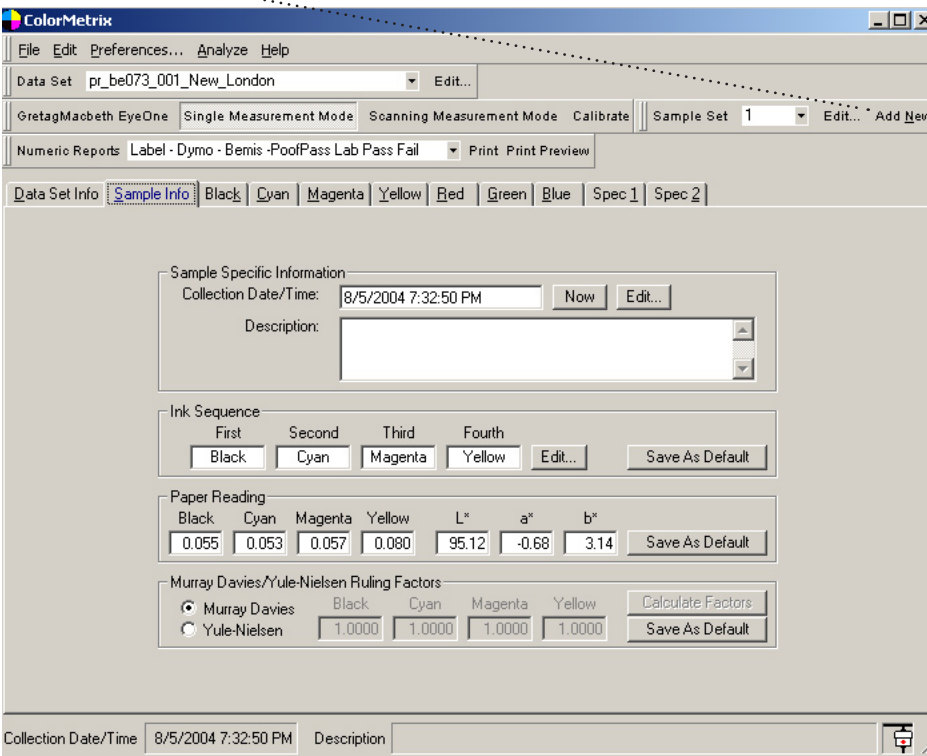 ColorMetrix
File Edit Preferences... Analyze Help
Data Set pr_be073_001_New_London Edit...
GretagMacbeth EyeOne Single Measurement Mode Scanning Measurement Mode Calibrate Sample Set 1 Edit... Add New
Numeric Reports Label - Dymo - Bemis -PoofPass Lab Pass Fail Print Print Preview
Data Set Info Sample Info Black Cyan Magenta Yellow Red Green Blue Spec 1 Spec 2
Sample Specific Information
Collection Date/Time: 8/5/2004 7:32:50 PM Now Edit...
Description:
Ink Sequence
First Second Third Fourth
Black Cyan Magenta Yellow Edit... Save As Default
Paper Reading
Black Cyan Magenta Yellow L* a* b*
0.055 0.053 0.057 0.080 95.12 -0.68 3.14 Save As Default
Murray Davies/Yule-Nielsen Ruling Factors
Black Cyan Magenta Yellow Calculate Factors
Murray Davies
Yule-Nielsen 1.0000 1.0000 1.0000 1.0000 Save As Default
Collection Date/Time 8/5/2004 7:32:50 PM Description